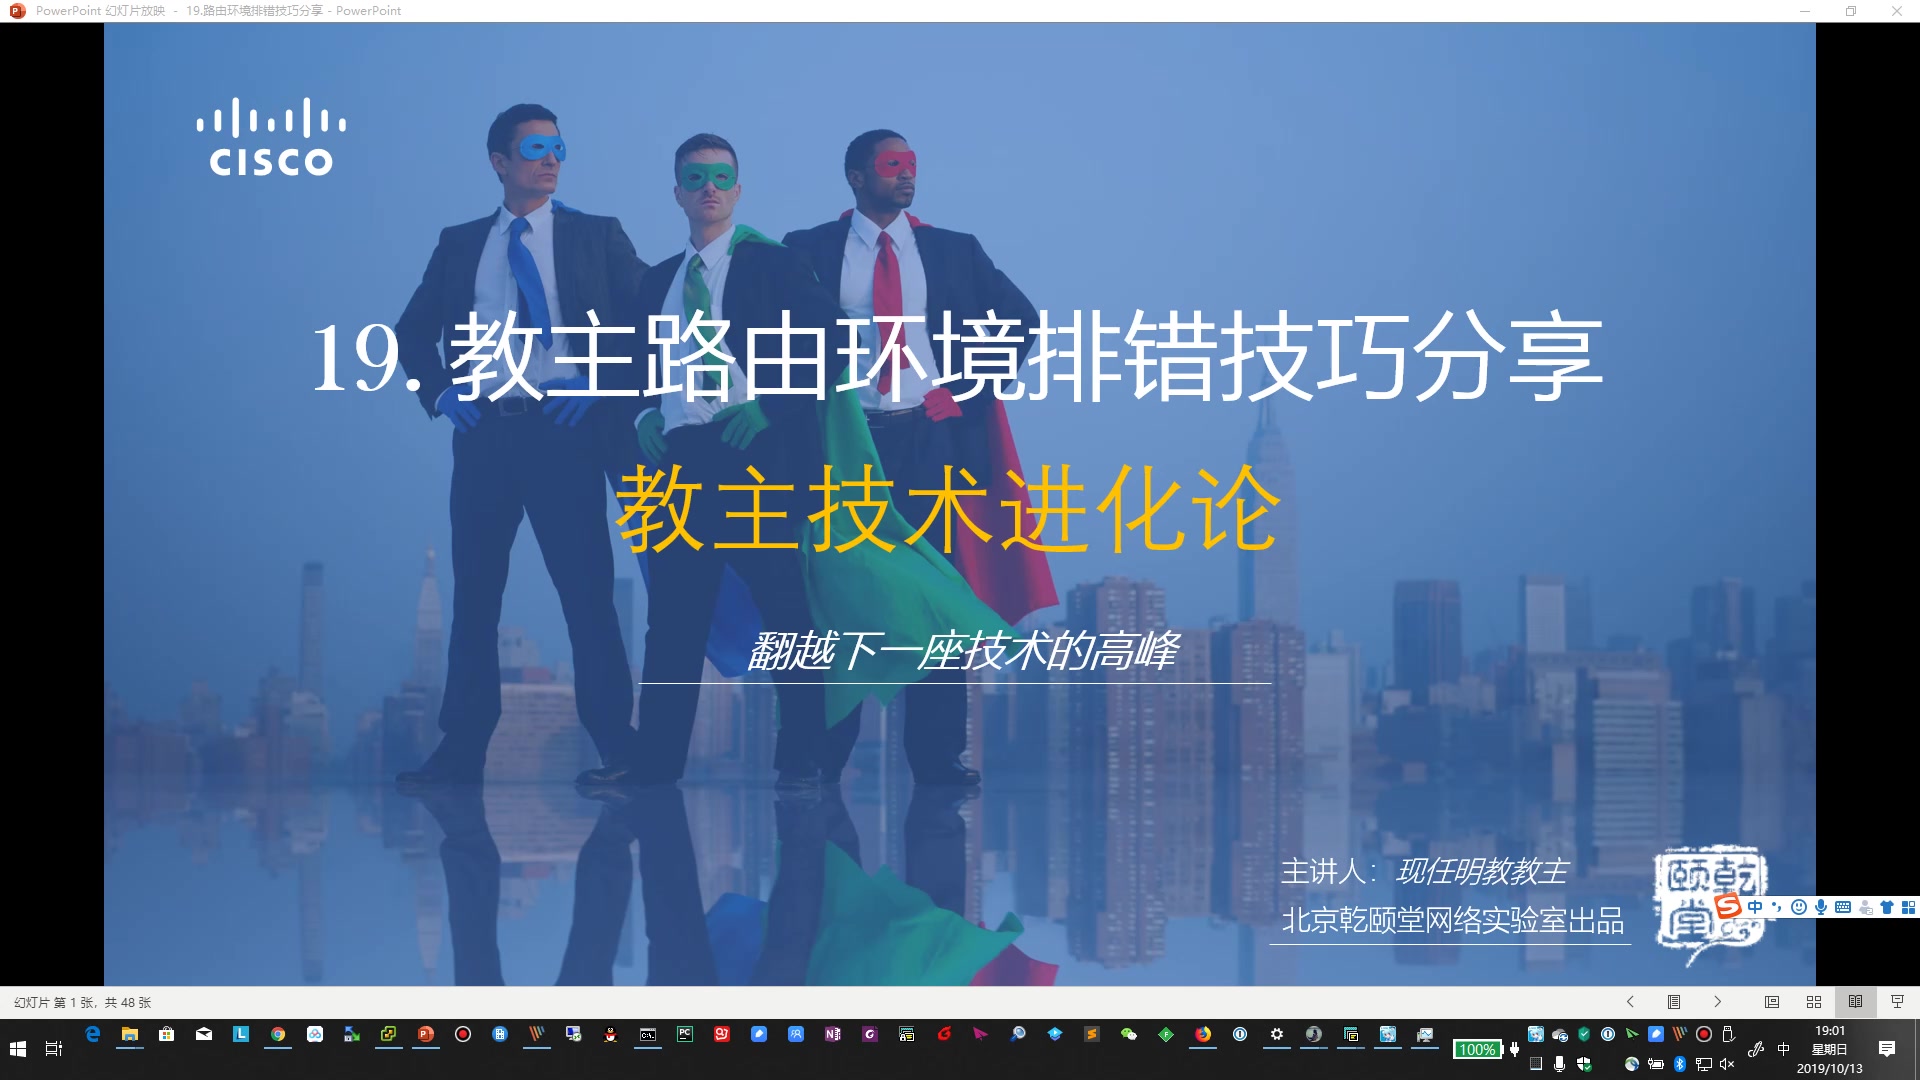 PowerPoint 幻灯片放映 - 19.路由环境排错技巧分享 - PowerPoint
CISCO
19. 教主路由环境排错技巧分享
教主技术进化论
翻越下一座技术的高峰
主讲人：现任明教教主
北京乾颐堂网络实验室出品
颐乾堂
中
幻灯片 第 1 张，共 48 张
100%
中
19:01
星期日
2019/10/13